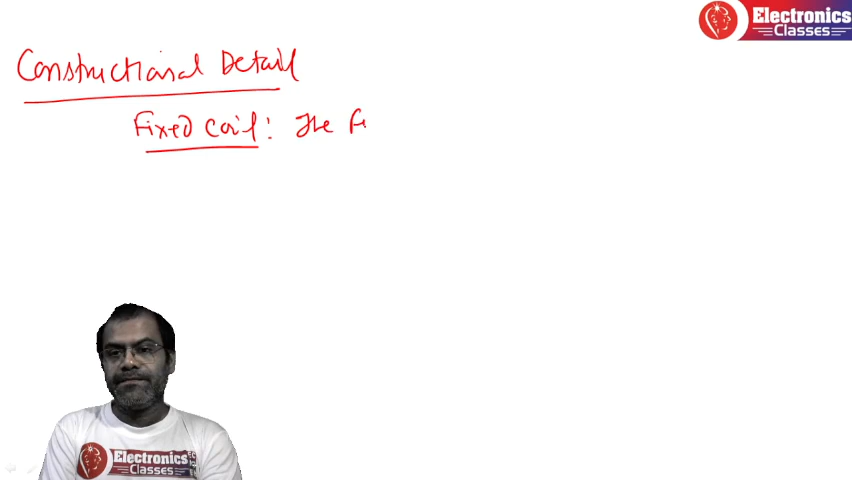 Electronics
Classes
Constructional Detail
Fixed Coil : The F
Electronics
Classes